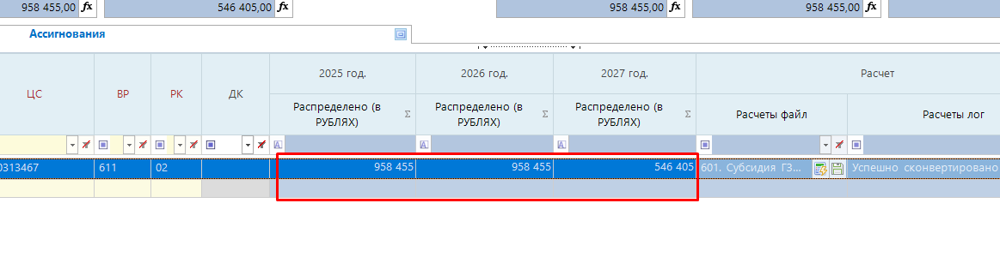 958 455,00 fx 546 405,00 fx 958 455,00 fx 958 455,00 fx
Ассигнования
ЦС ВР РК ДК 2025 год. 2026 год. 2027 год. Расчет
Распределено (в РУБЛЯХ) Σ Распределено (в РУБЛЯХ) Σ Распределено (в РУБЛЯХ) Σ Расчеты файл Расчеты лог
0313467 611 02 958 455 958 455 546 405 601. Субсидия ГЗ... Успешно сконвертировано